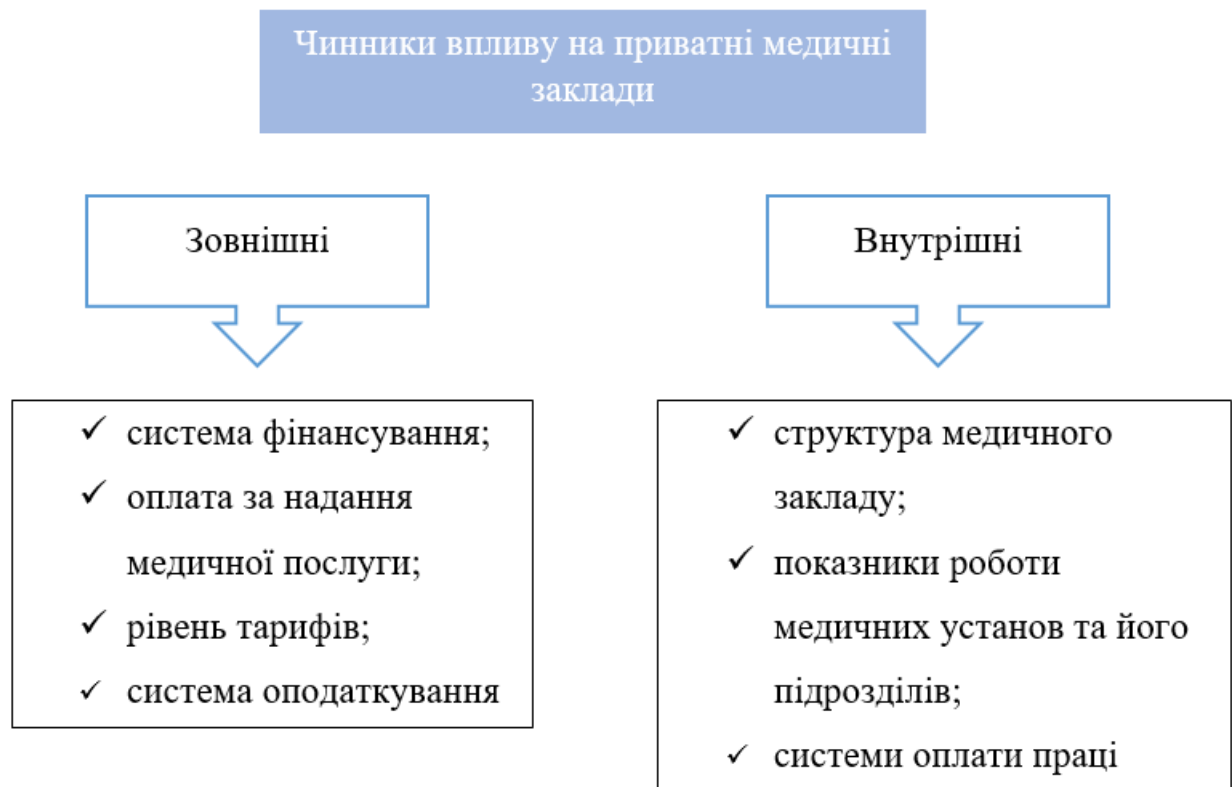 Чинники впливу на приватні медичні
заклади
Зовнішні
система фінансування;
оплата за надання
медичної послуги;
рівень тарифів;
система оподаткування
Внутрішні
структура медичного
закладу;
показники роботи
медичних установ та його
підрозділів;
системи оплати праці